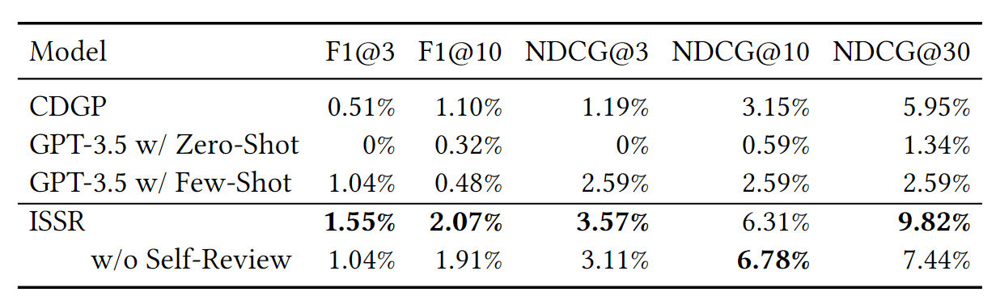 Model F1@3 F1@10 NDCG@3 NDCG@10 NDCG@30
CDGP 0.51% 1.10% 1.19% 3.15% 5.95%
GPT-3.5 w/ Zero-Shot 0% 0.32% 0% 0.59% 1.34%
GPT-3.5 w/ Few-Shot 1.04% 0.48% 2.59% 2.59% 2.59%
ISSR 1.55% 2.07% 3.57% 6.31% 9.82%
w/o Self-Review 1.04% 1.91% 3.11% 6.78% 7.44%